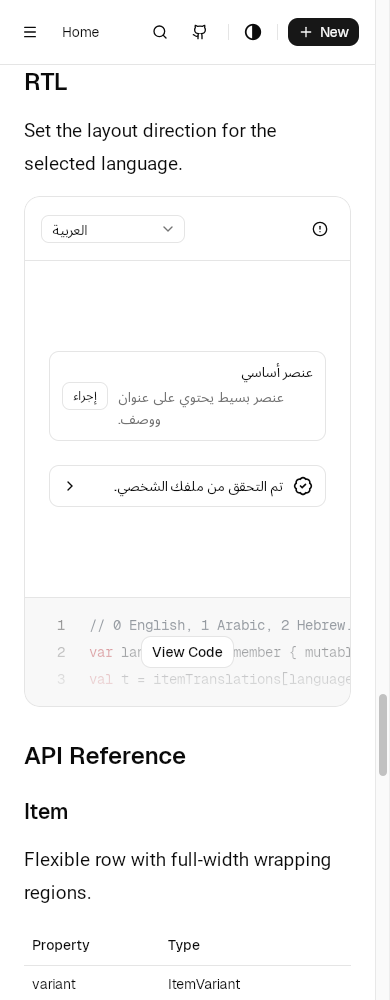 Home
New
RTL
Set the layout direction for the
selected language.
العربية
عنصر أساسي
عنصر بسيط يحتوي على عنوان
ووصف.
إجراء
تم التحقق من ملفك الشخصي.
1 // 0 English, 1 Arabic, 2 Hebrew.
2 var lan member { mutabl
View Code
3 val t = itemTranslations[language
API Reference
Item
Flexible row with full-width wrapping
regions.
Property Type
variant ItemVariant